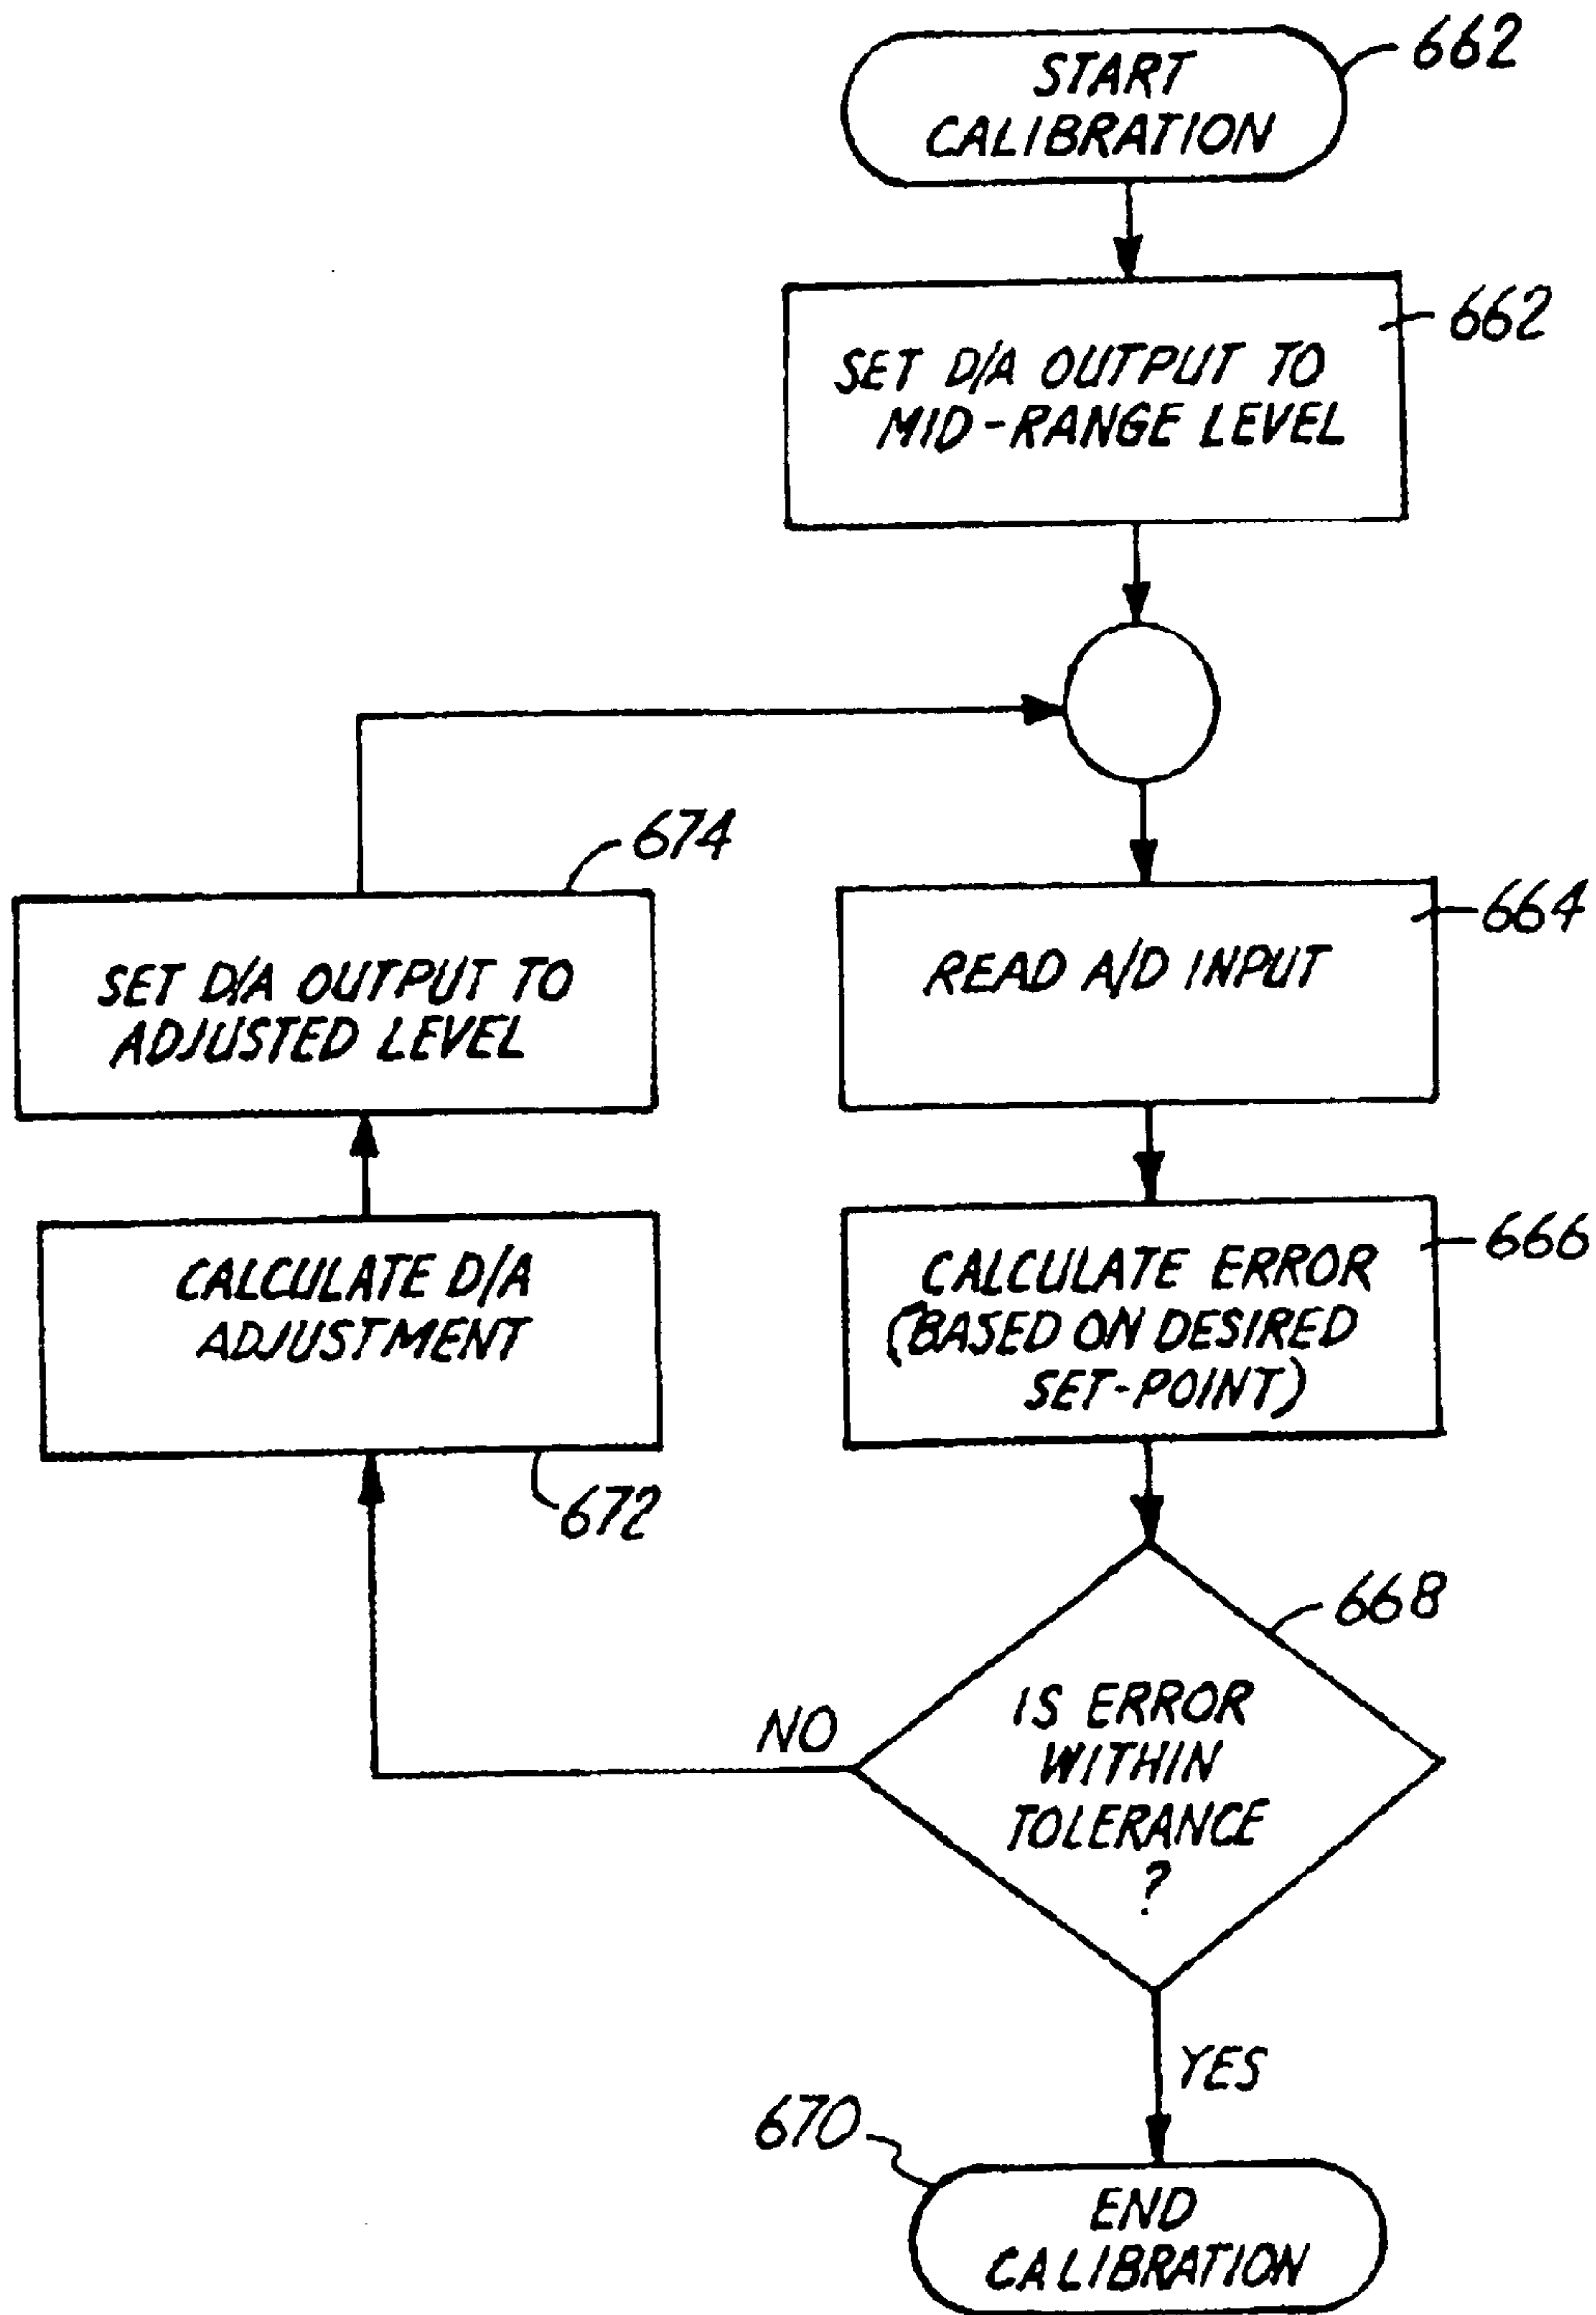 START
CALIBRATION
662
SET D/A OUTPUT TO
MID-RANGE LEVEL
662
674
SET D/A OUTPUT TO
ADJUSTED LEVEL
READ A/D INPUT
664
CALCULATE D/A
ADJUSTMENT
672
CALCULATE ERROR
(BASED ON DESIRED
SET-POINT)
666
668
IS ERROR
WITHIN
TOLERANCE
?
NO
YES
670
END
CALIBRATION